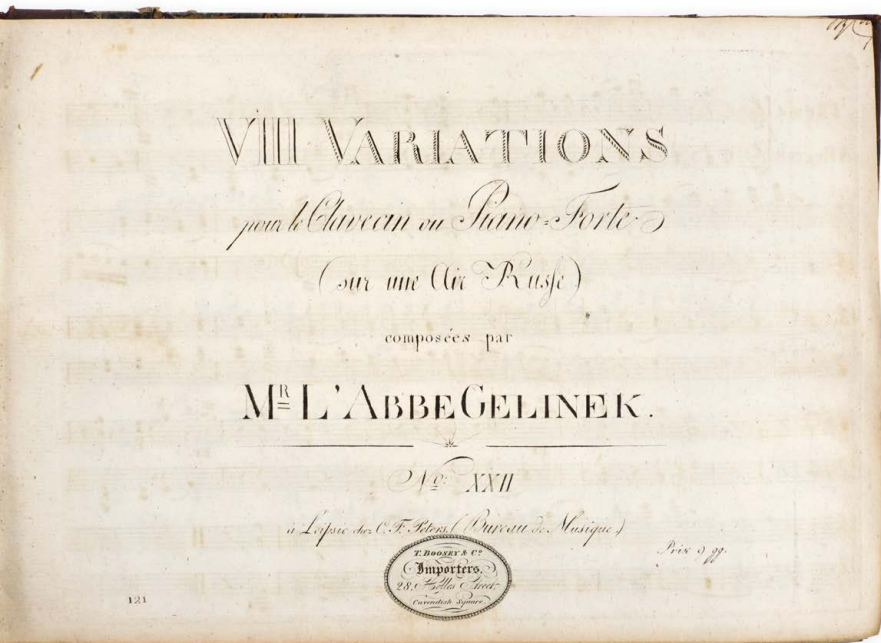 VIII VARIATIONS
pour le Clavecin ou Piano-Forte
(sur une Air Russe)
composées par
MR L'ABBE GELINEK.
No. XXII
à Leipsic chez C. F. Peters. (Bureau de Musique)
Prix 9 gg.
T. BOOSEY & Co.
Importers,
28, Holles Street
Cavendish Square
121